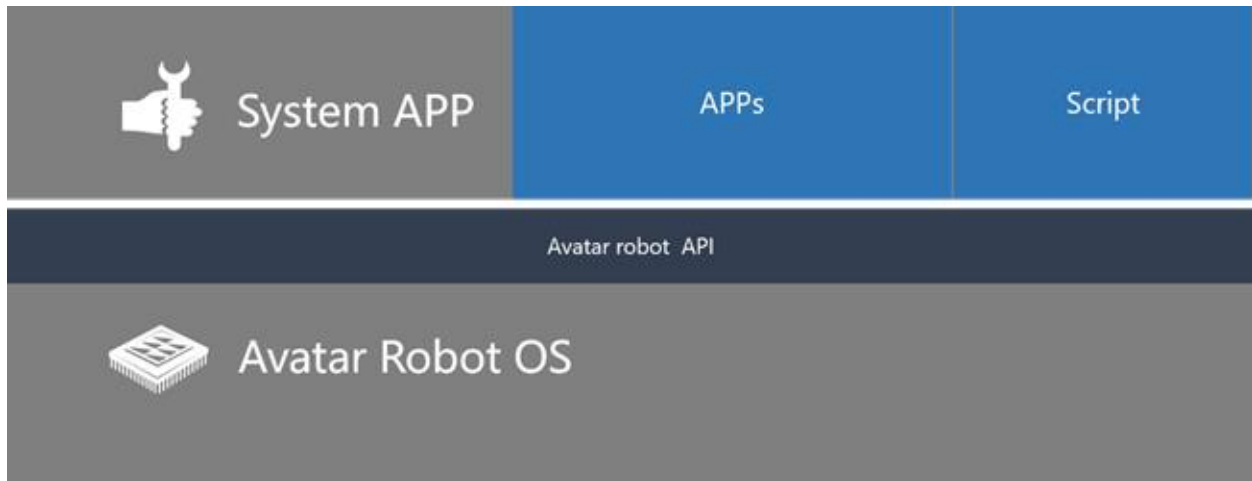 System APP
APPs
Script
Avatar robot API
Avatar Robot OS